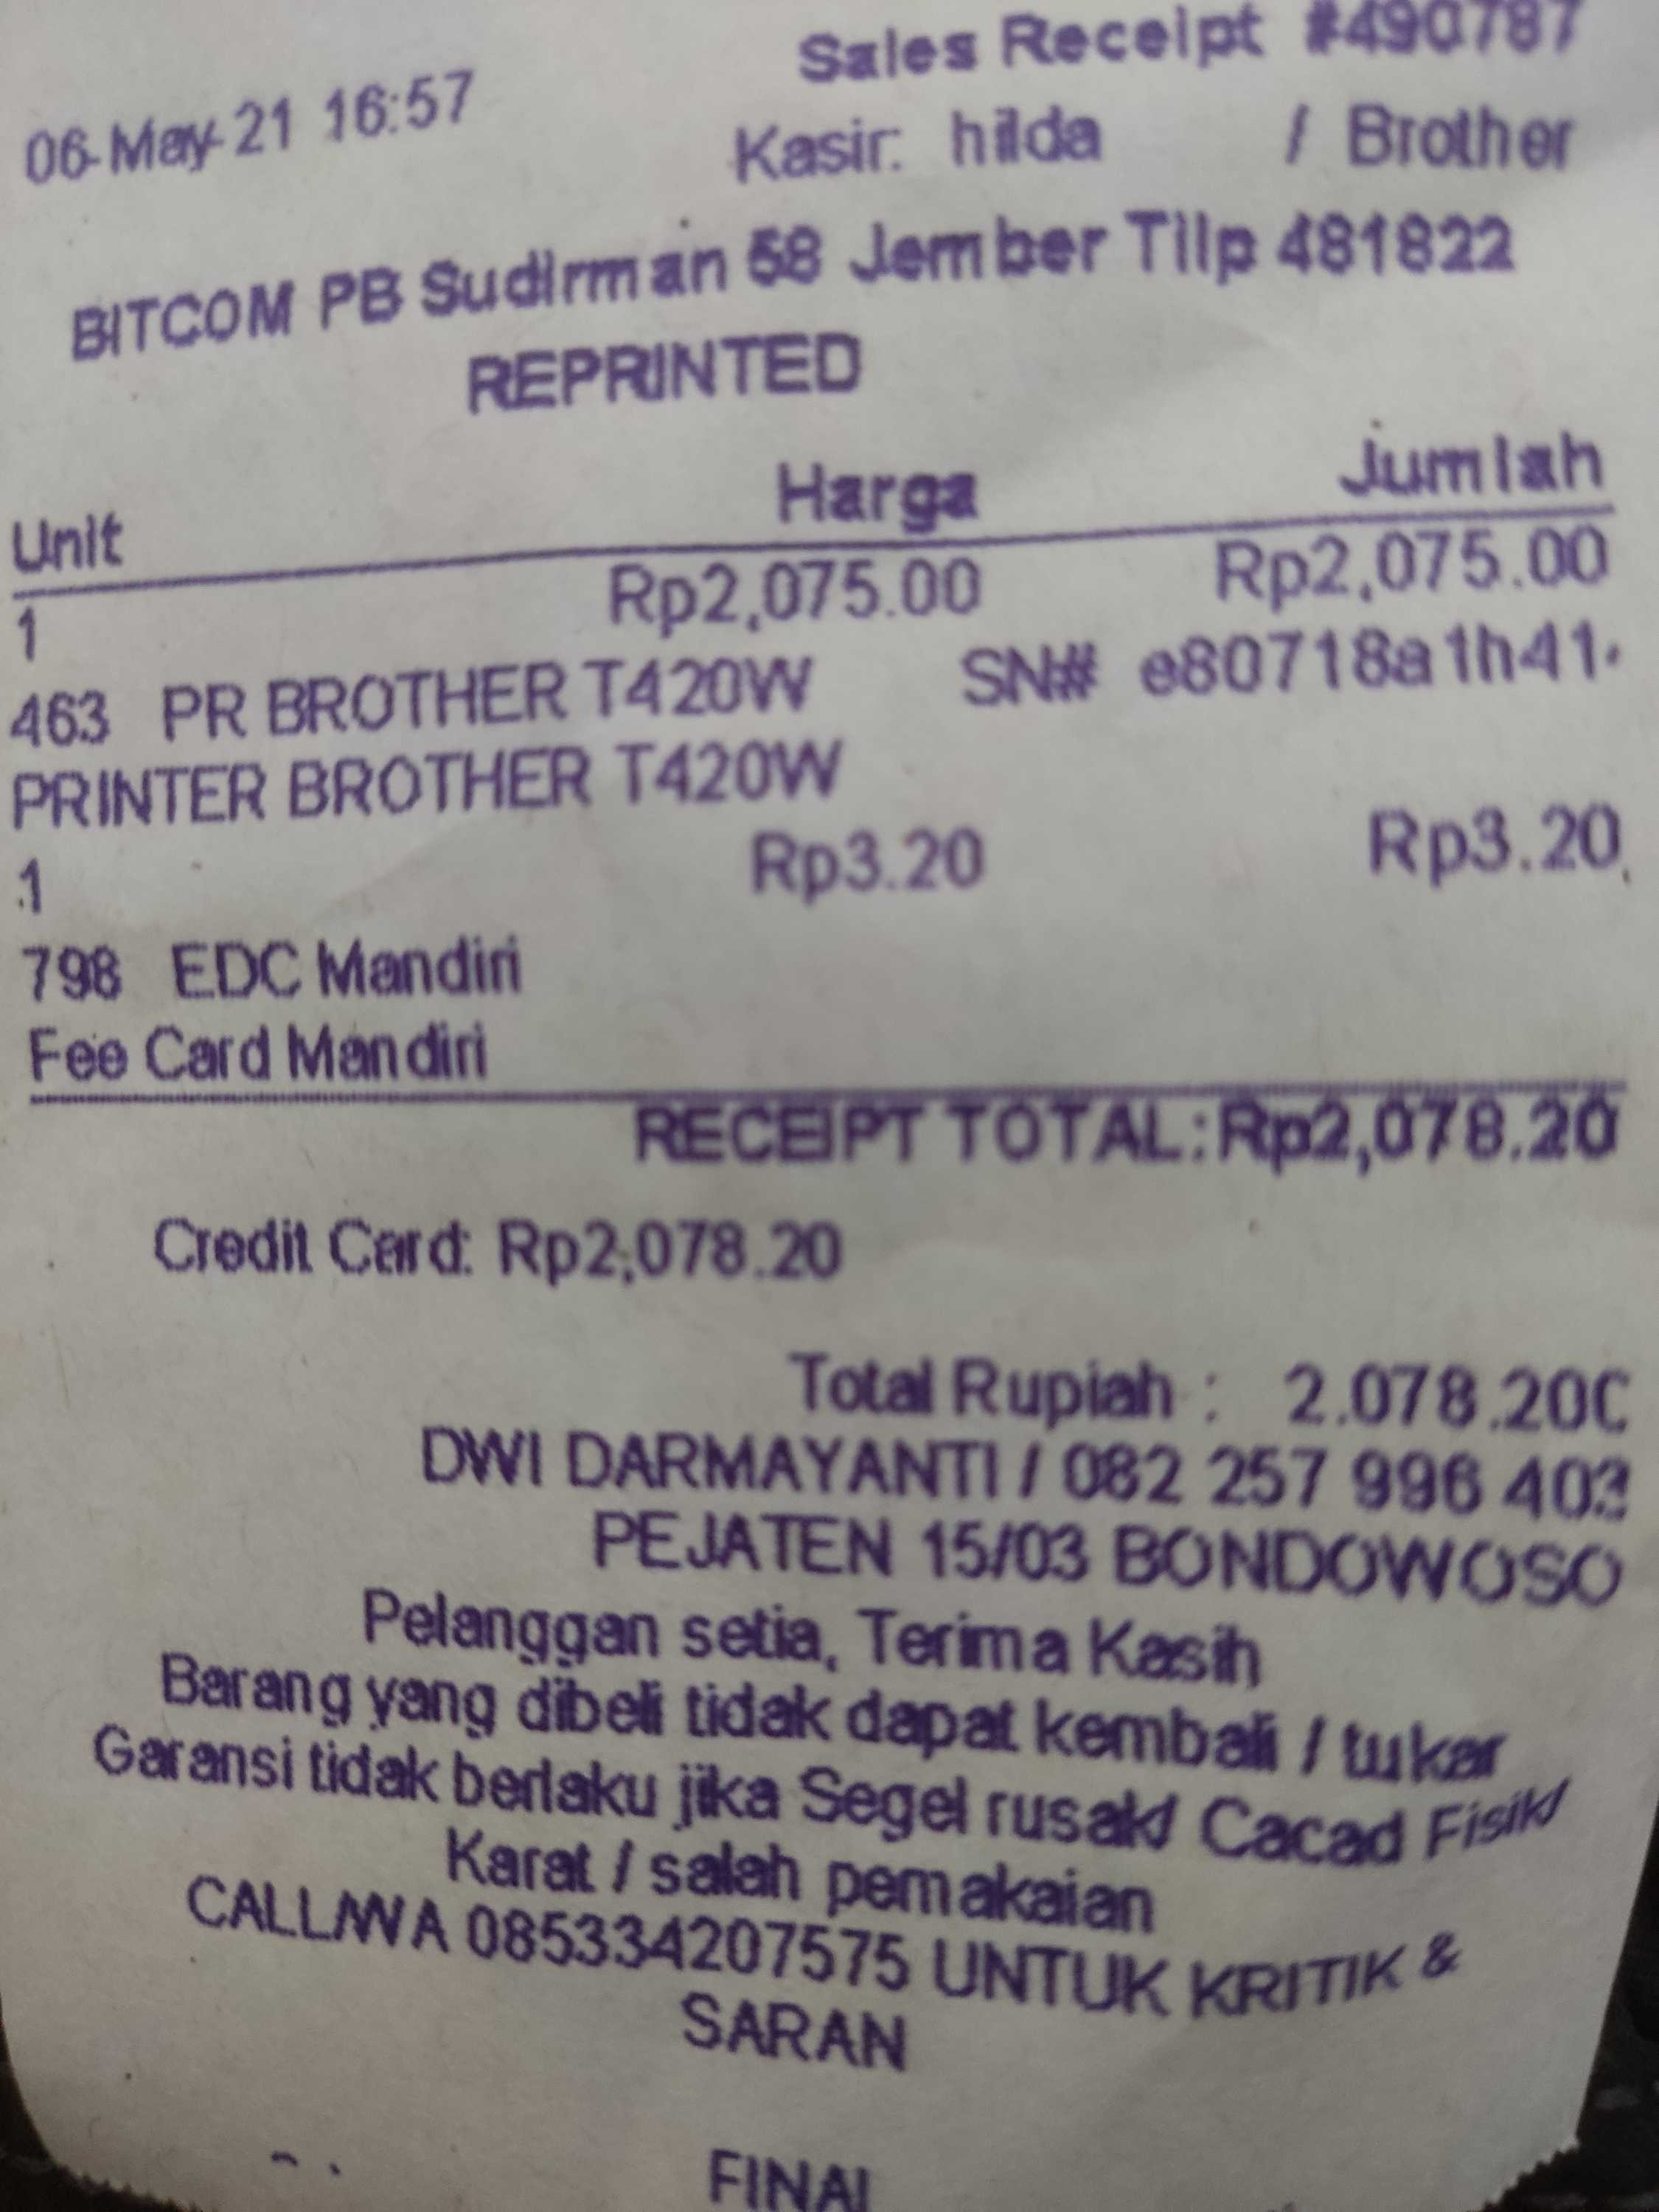 Sales Receipt #490787
06-May-21 16:57
Kasir: hilda / Brother
BITCOM PB Sudirman 58 Jember Tllp 481822
REPRINTED
Unit Harga Jumlah
1 Rp2,075.00 Rp2,075.00
463 PR BROTHER T420W SN# e80718a1h41
PRINTER BROTHER T420W
1 Rp3.20 Rp3.20
798 EDC Mandiri
Fee Card Mandiri
RECEIPT TOTAL: Rp2,078.20
Credit Card: Rp2,078.20
Total Rupiah : 2.078.200
DWI DARMAYANTI / 082 257 996 403
PEJATEN 15/03 BONDOWOSO
Pelanggan setia, Terima Kasih
Barang yang dibeli tidak dapat kembali / tukar
Garansi tidak berlaku jika Segel rusak/ Cacad Fisik/
Karat / salah pemakaian
CALL/WA 085334207575 UNTUK KRITIK &
SARAN
FINAL